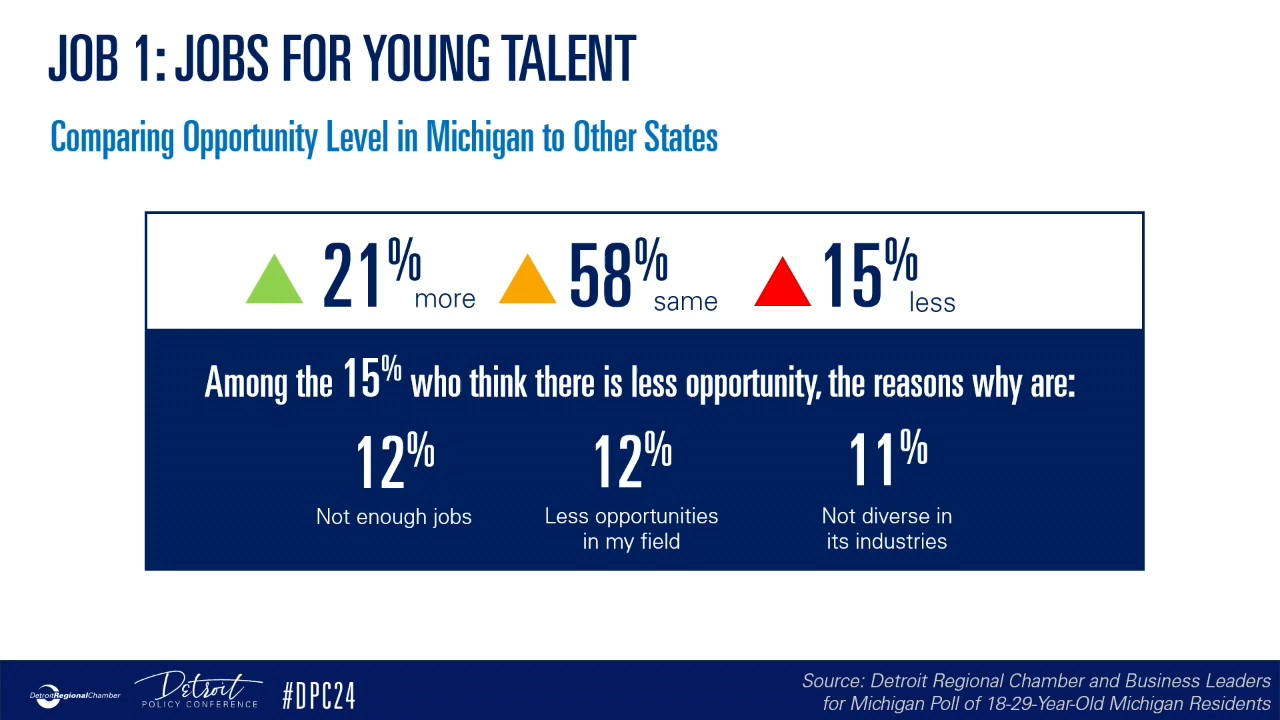 JOB 1: JOBS FOR YOUNG TALENT
Comparing Opportunity Level in Michigan to Other States
21% more 58% same 15% less
Among the 15% who think there is less opportunity, the reasons why are:
12% 12% 11%
Not enough jobs
Less opportunities
in my field
Not diverse in
its industries
DetroitRegionalChamber
Detroit
POLICY CONFERENCE
#DPC24
Source: Detroit Regional Chamber and Business Leaders
for Michigan Poll of 18-29-Year-Old Michigan Residents